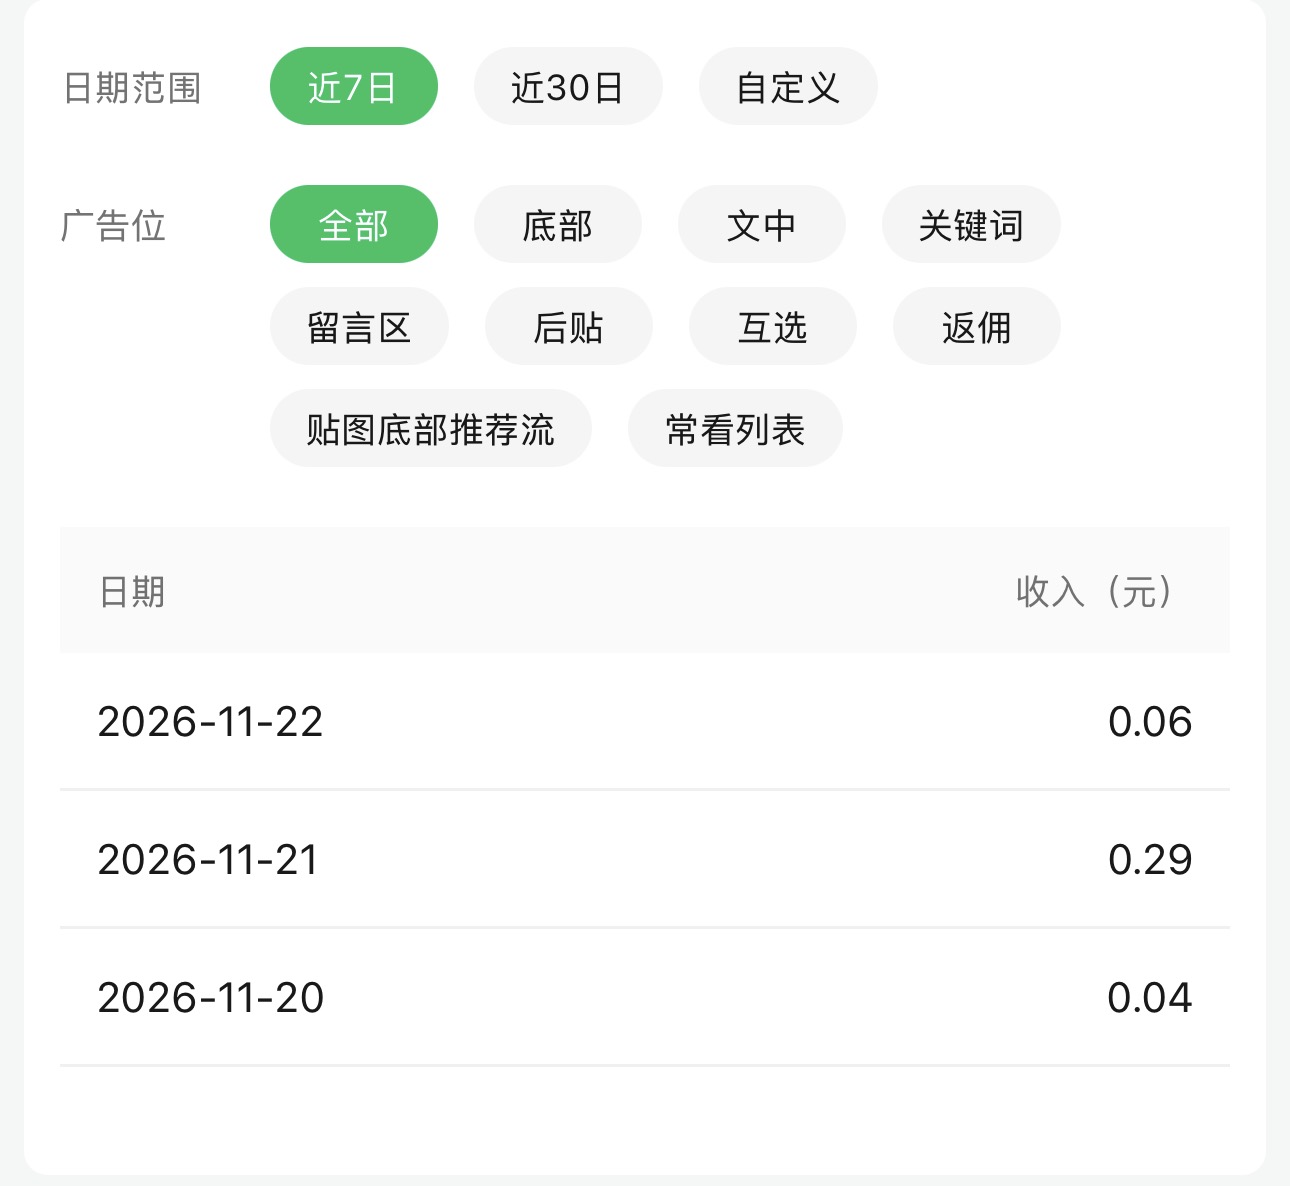 日期范围 近7日 近30日 自定义
广告位 全部 底部 文中 关键词
留言区 后贴 互选 返佣
贴图底部推荐流 常看列表
日期 收入（元）
2026-11-22 0.06
2026-11-21 0.29
2026-11-20 0.04